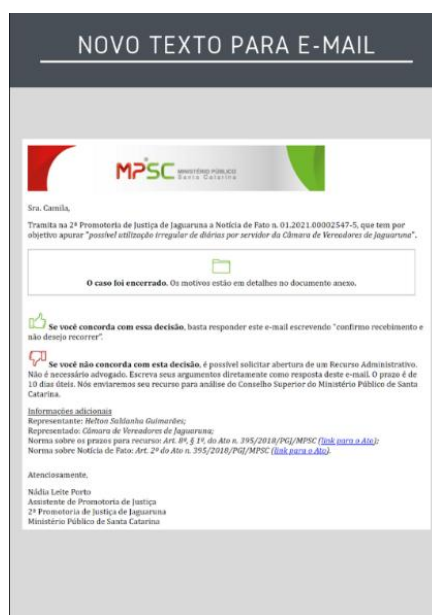 NOVO TEXTO PARA E-MAIL
MPSC MINISTÉRIO PÚBLICO
Santa Catarina
Sra. Camila,
Tramita na 2ª Promotoria de Justiça de Jaguaruna a Notícia de Fato n. 01.2021.00002547-5, que tem por
objetivo apurar "possível utilização irregular de diárias por servidor da Câmara de Vereadores de Jaguaruna".
O caso foi encerrado. Os motivos estão em detalhes no documento anexo.
Se você concorda com essa decisão, basta responder este e-mail escrevendo "confirmo recebimento e
não desejo recorrer".
Se você não concorda com esta decisão, é possível solicitar abertura de um Recurso Administrativo.
Não é necessário advogado. Escreva seus argumentos diretamente como resposta deste e-mail. O prazo é de
10 dias úteis. Nós enviaremos seu recurso para análise do Conselho Superior do Ministério Público de Santa
Catarina.
Informações adicionais
Representante: Helton Saldanha Guimarães;
Representado: Câmara de Vereadores de Jaguaruna;
Norma sobre os prazos para recurso: Art. 8º, § 1º, do Ato n. 395/2018/PGJ/MPSC (link para o Ato);
Norma sobre Notícia de Fato: Art. 2º do Ato n. 395/2018/PGJ/MPSC (link para o Ato).
Atenciosamente,
Nádia Leite Porto
Assistente de Promotoria de Justiça
2ª Promotoria de Justiça de Jaguaruna
Ministério Público de Santa Catarina